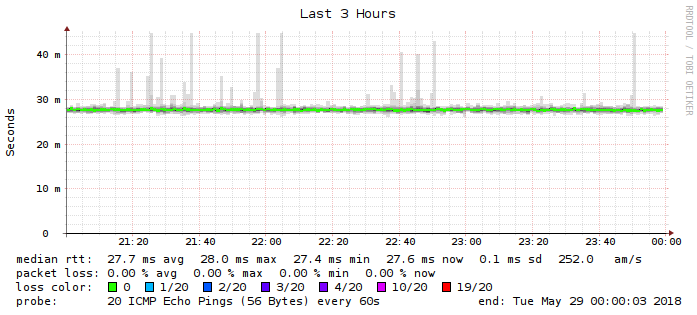 Last 3 Hours
RRDTOOL / TOBI OETIKER
Seconds
40 m
30 m
20 m
10 m
0
21:20 21:40 22:00 22:20 22:40 23:00 23:20 23:40 00:00
median rtt: 27.7 ms avg 28.0 ms max 27.4 ms min 27.6 ms now 0.1 ms sd 252.0 am/s
packet loss: 0.00 % avg 0.00 % max 0.00 % min 0.00 % now
loss color: 0 1/20 2/20 3/20 4/20 10/20 19/20
probe: 20 ICMP Echo Pings (56 Bytes) every 60s end: Tue May 29 00:00:03 2018